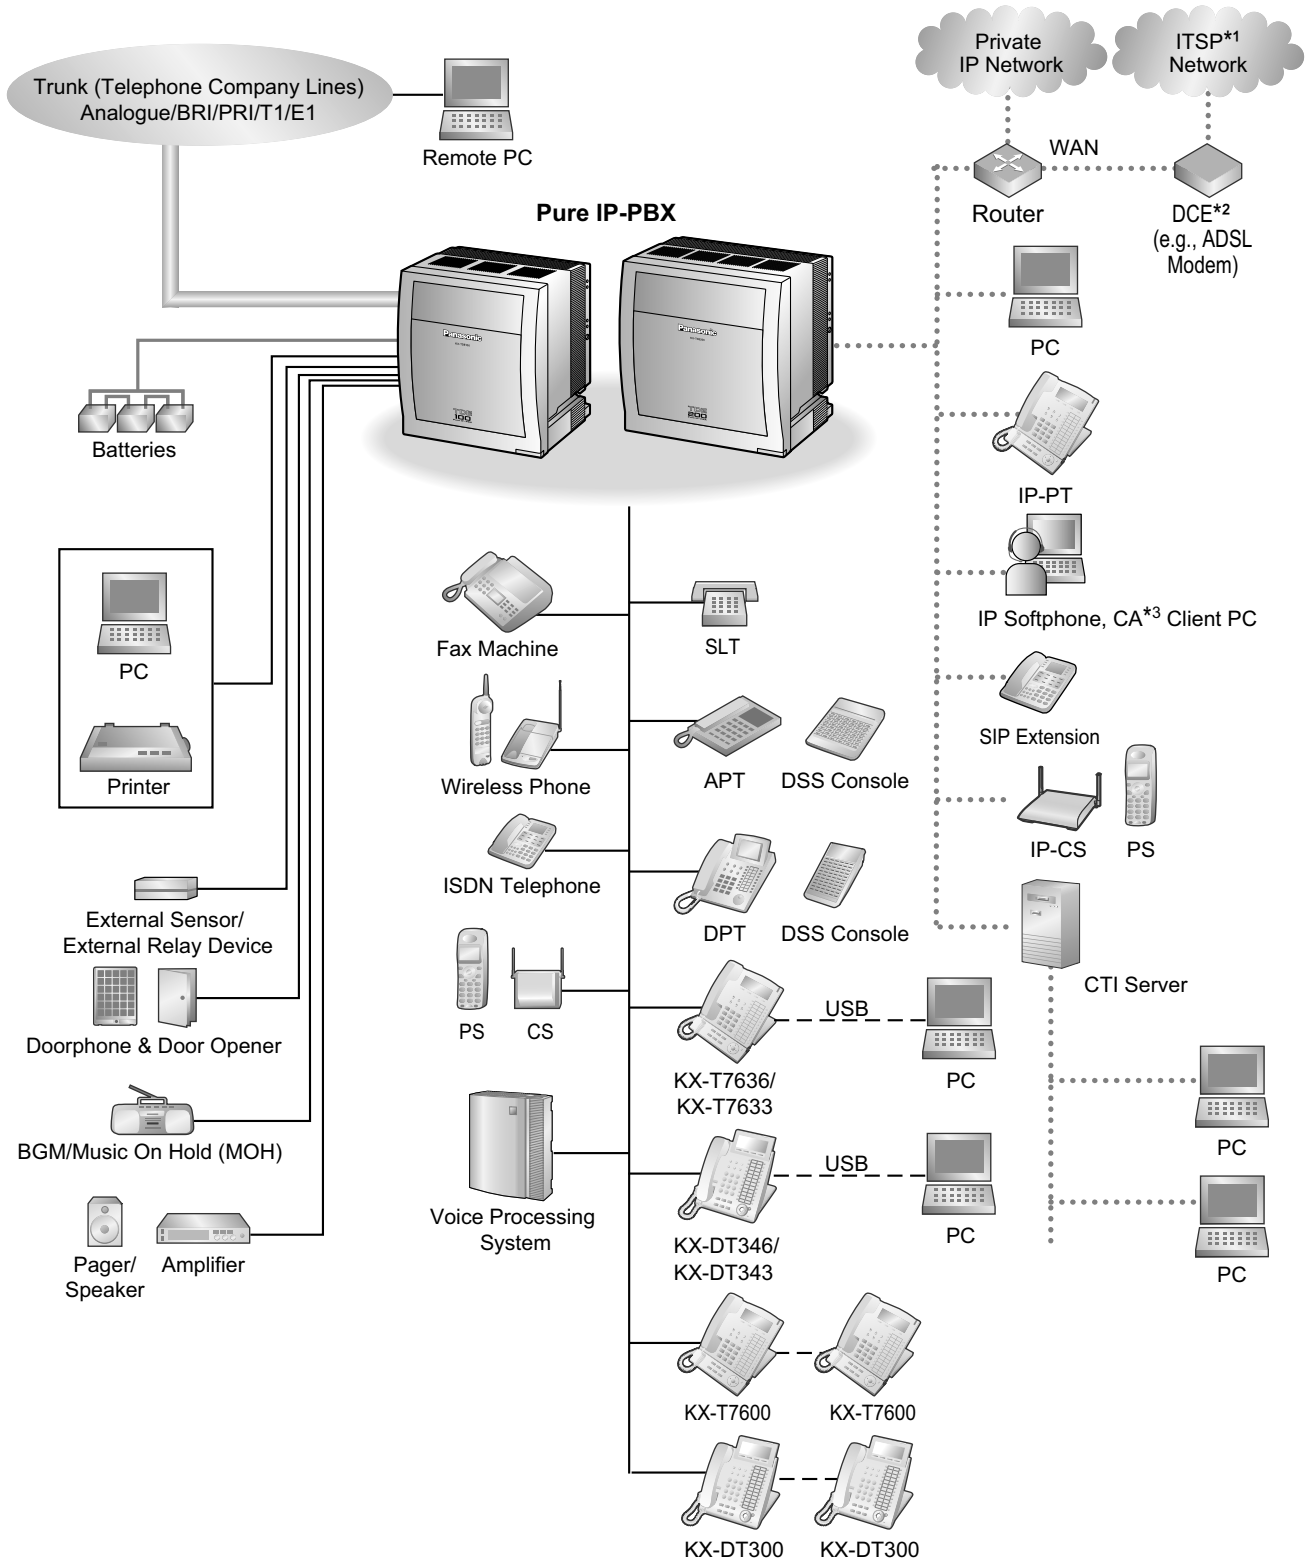 Trunk (Telephone Company Lines)
Analogue/BRI/PRI/T1/E1
Remote PC
Private
IP Network
ITSP*1
Network
WAN
Router
DCE*2
(e.g., ADSL
Modem)
Pure IP-PBX
Panasonic
TDE
100
Panasonic
TDE
200
Batteries
PC
IP-PT
IP Softphone, CA*3 Client PC
SIP Extension
IP-CS
PS
CTI Server
PC
PC
PC
Printer
External Sensor/
External Relay Device
Doorphone & Door Opener
BGM/Music On Hold (MOH)
Pager/
Speaker
Amplifier
Fax Machine
SLT
Wireless Phone
APT
DSS Console
ISDN Telephone
DPT
DSS Console
PS
CS
KX-T7636/
KX-T7633
USB
PC
Voice Processing
System
KX-DT346/
KX-DT343
USB
PC
KX-T7600
KX-T7600
KX-DT300
KX-DT300